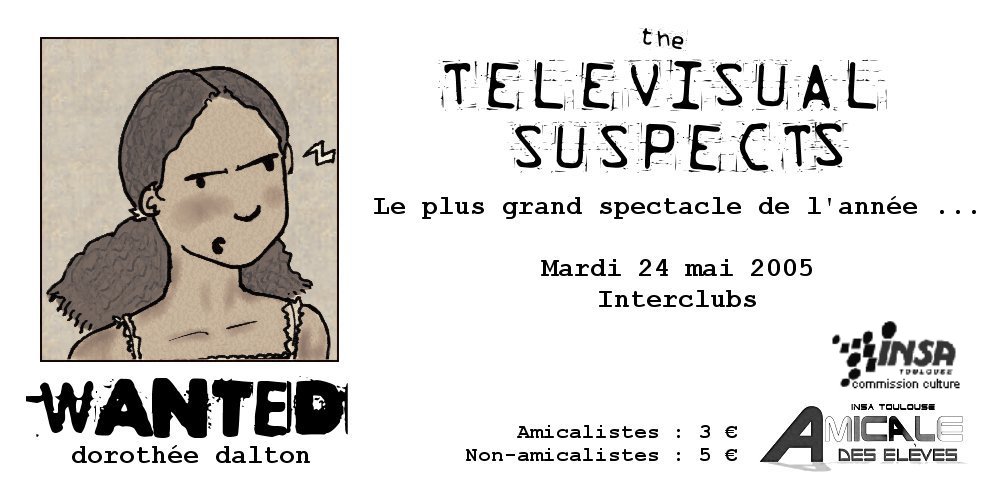 the
TELEVISUAL
SUSPECTS
Le plus grand spectacle de l'année ...
Mardi 24 mai 2005
Interclubs
WANTED
dorothée dalton
Amicalistes : 3 €
Non-amicalistes : 5 €
INSA
TOULOUSE
commission culture
INSA TOULOUSE
AMICALE
DES ELÈVES